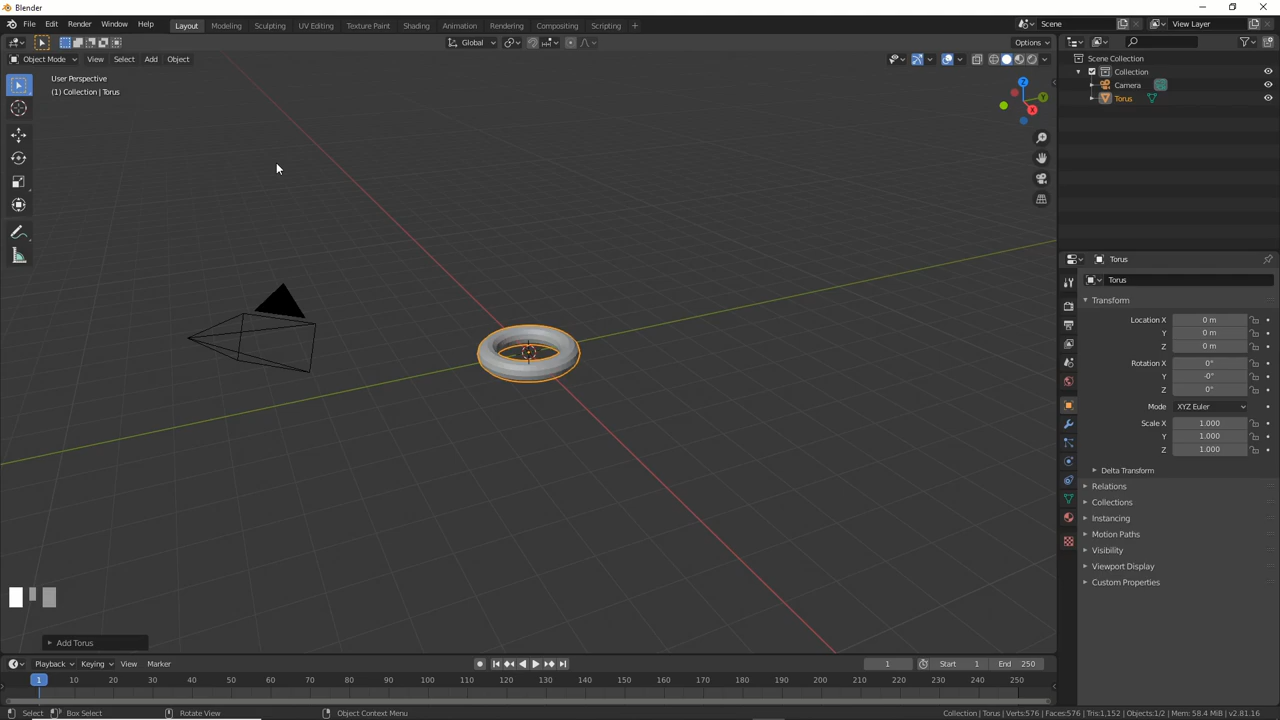 Blender
File Edit Render Window Help Layout Modeling Sculpting UV Editing Texture Paint Shading Animation Rendering Compositing Scripting + Scene View Layer
Global Options
Object Mode View Select Add Object
User Perspective
(1) Collection | Torus
Z
Y
X
Scene Collection
Collection
Camera
Torus
Torus
Torus
Transform
Location X 0 m
Y 0 m
Z 0 m
Rotation X 0°
Y -0°
Z 0°
Mode XYZ Euler
Scale X 1.000
Y 1.000
Z 1.000
Delta Transform
Relations
Collections
Instancing
Motion Paths
Visibility
Viewport Display
Custom Properties
Add Torus
Playback Keying View Marker 1 Start 1 End 250
1 10 20 30 40 50 60 70 80 90 100 110 120 130 140 150 160 170 180 190 200 210 220 230 240 250
Select Box Select Rotate View Object Context Menu Collection | Torus | Verts:576 | Faces:576 | Tris:1,152 | Objects:1/2 | Mem: 58.4 MiB | v2.81.16